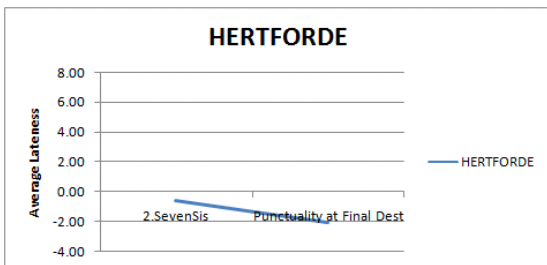 HERTFORDE
8.00
6.00
4.00
2.00
0.00
-2.00
-4.00
Average Lateness
2.SevenSis
Punctuality at Final Dest
HERTFORDE